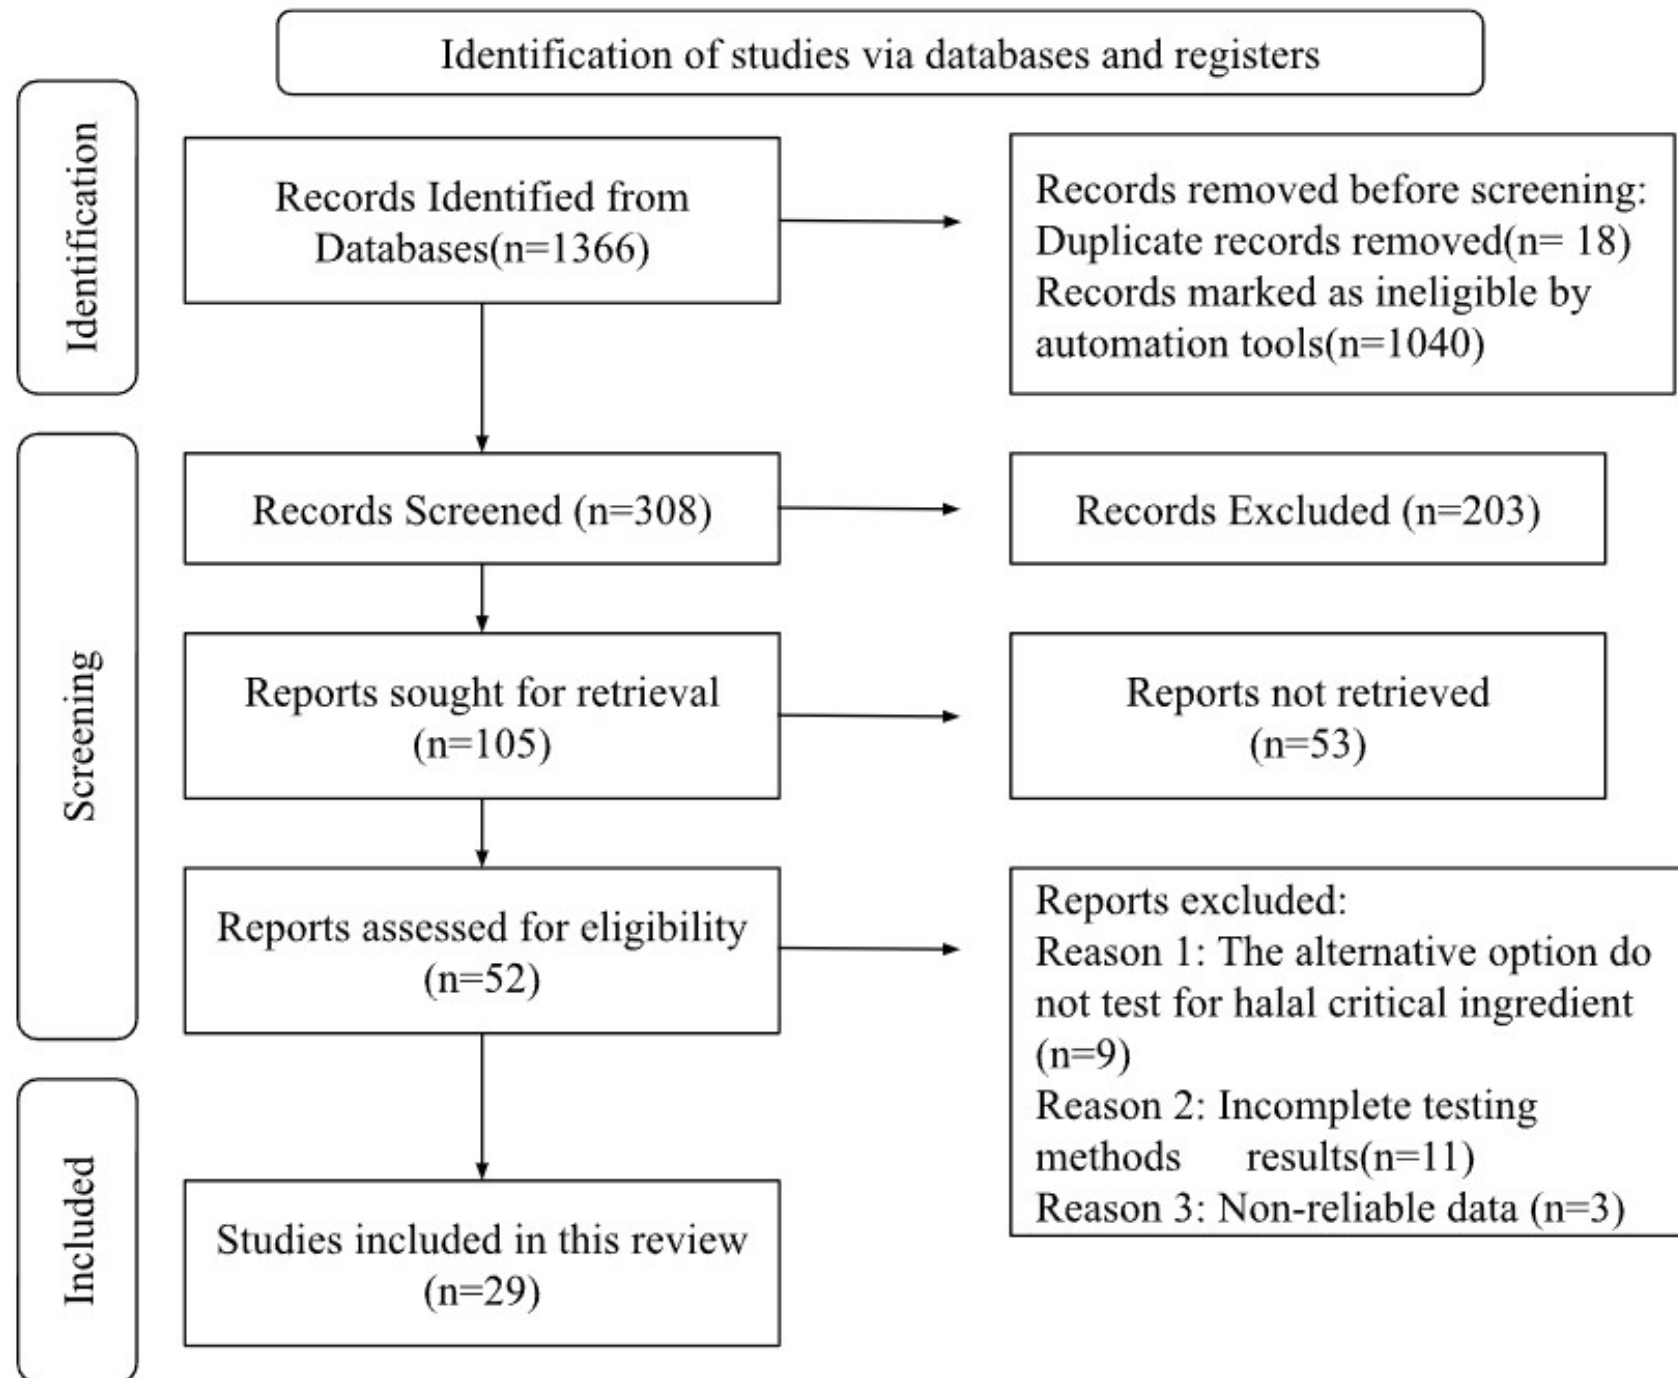 Identification of studies via databases and registers
Identification
Records Identified from
Databases(n=1366)
Records removed before screening:
Duplicate records removed(n= 18)
Records marked as ineligible by
automation tools(n=1040)
Screening
Records Screened (n=308)
Records Excluded (n=203)
Reports sought for retrieval
(n=105)
Reports not retrieved
(n=53)
Reports assessed for eligibility
(n=52)
Reports excluded:
Reason 1: The alternative option do
not test for halal critical ingredient
(n=9)
Reason 2: Incomplete testing
methods results(n=11)
Reason 3: Non-reliable data (n=3)
Included
Studies included in this review
(n=29)